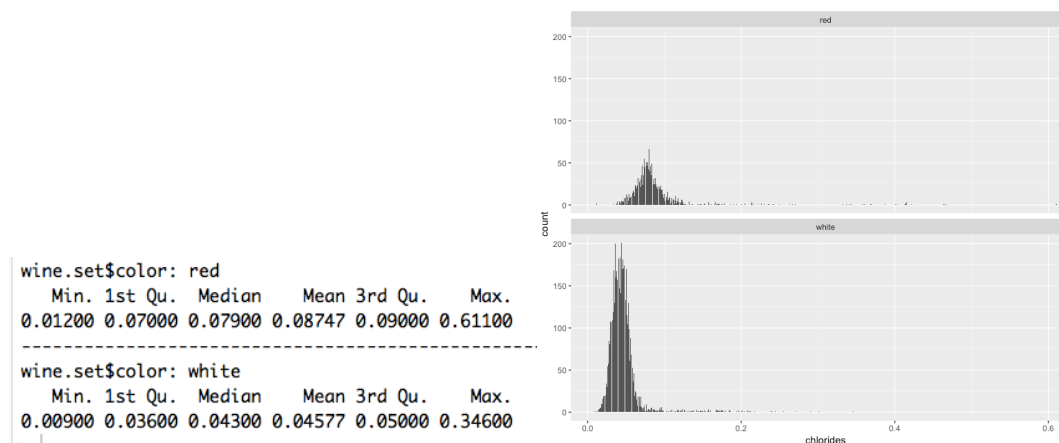 wine.set$color: red
Min. 1st Qu. Median Mean 3rd Qu. Max.
0.01200 0.07000 0.07900 0.08747 0.09000 0.61100
------------------------------------------------------
wine.set$color: white
Min. 1st Qu. Median Mean 3rd Qu. Max.
0.00900 0.03600 0.04300 0.04577 0.05000 0.34600
red
200
150
100
50
0
count
white
200
150
100
50
0
0.0 0.2 0.4 0.6
chlorides